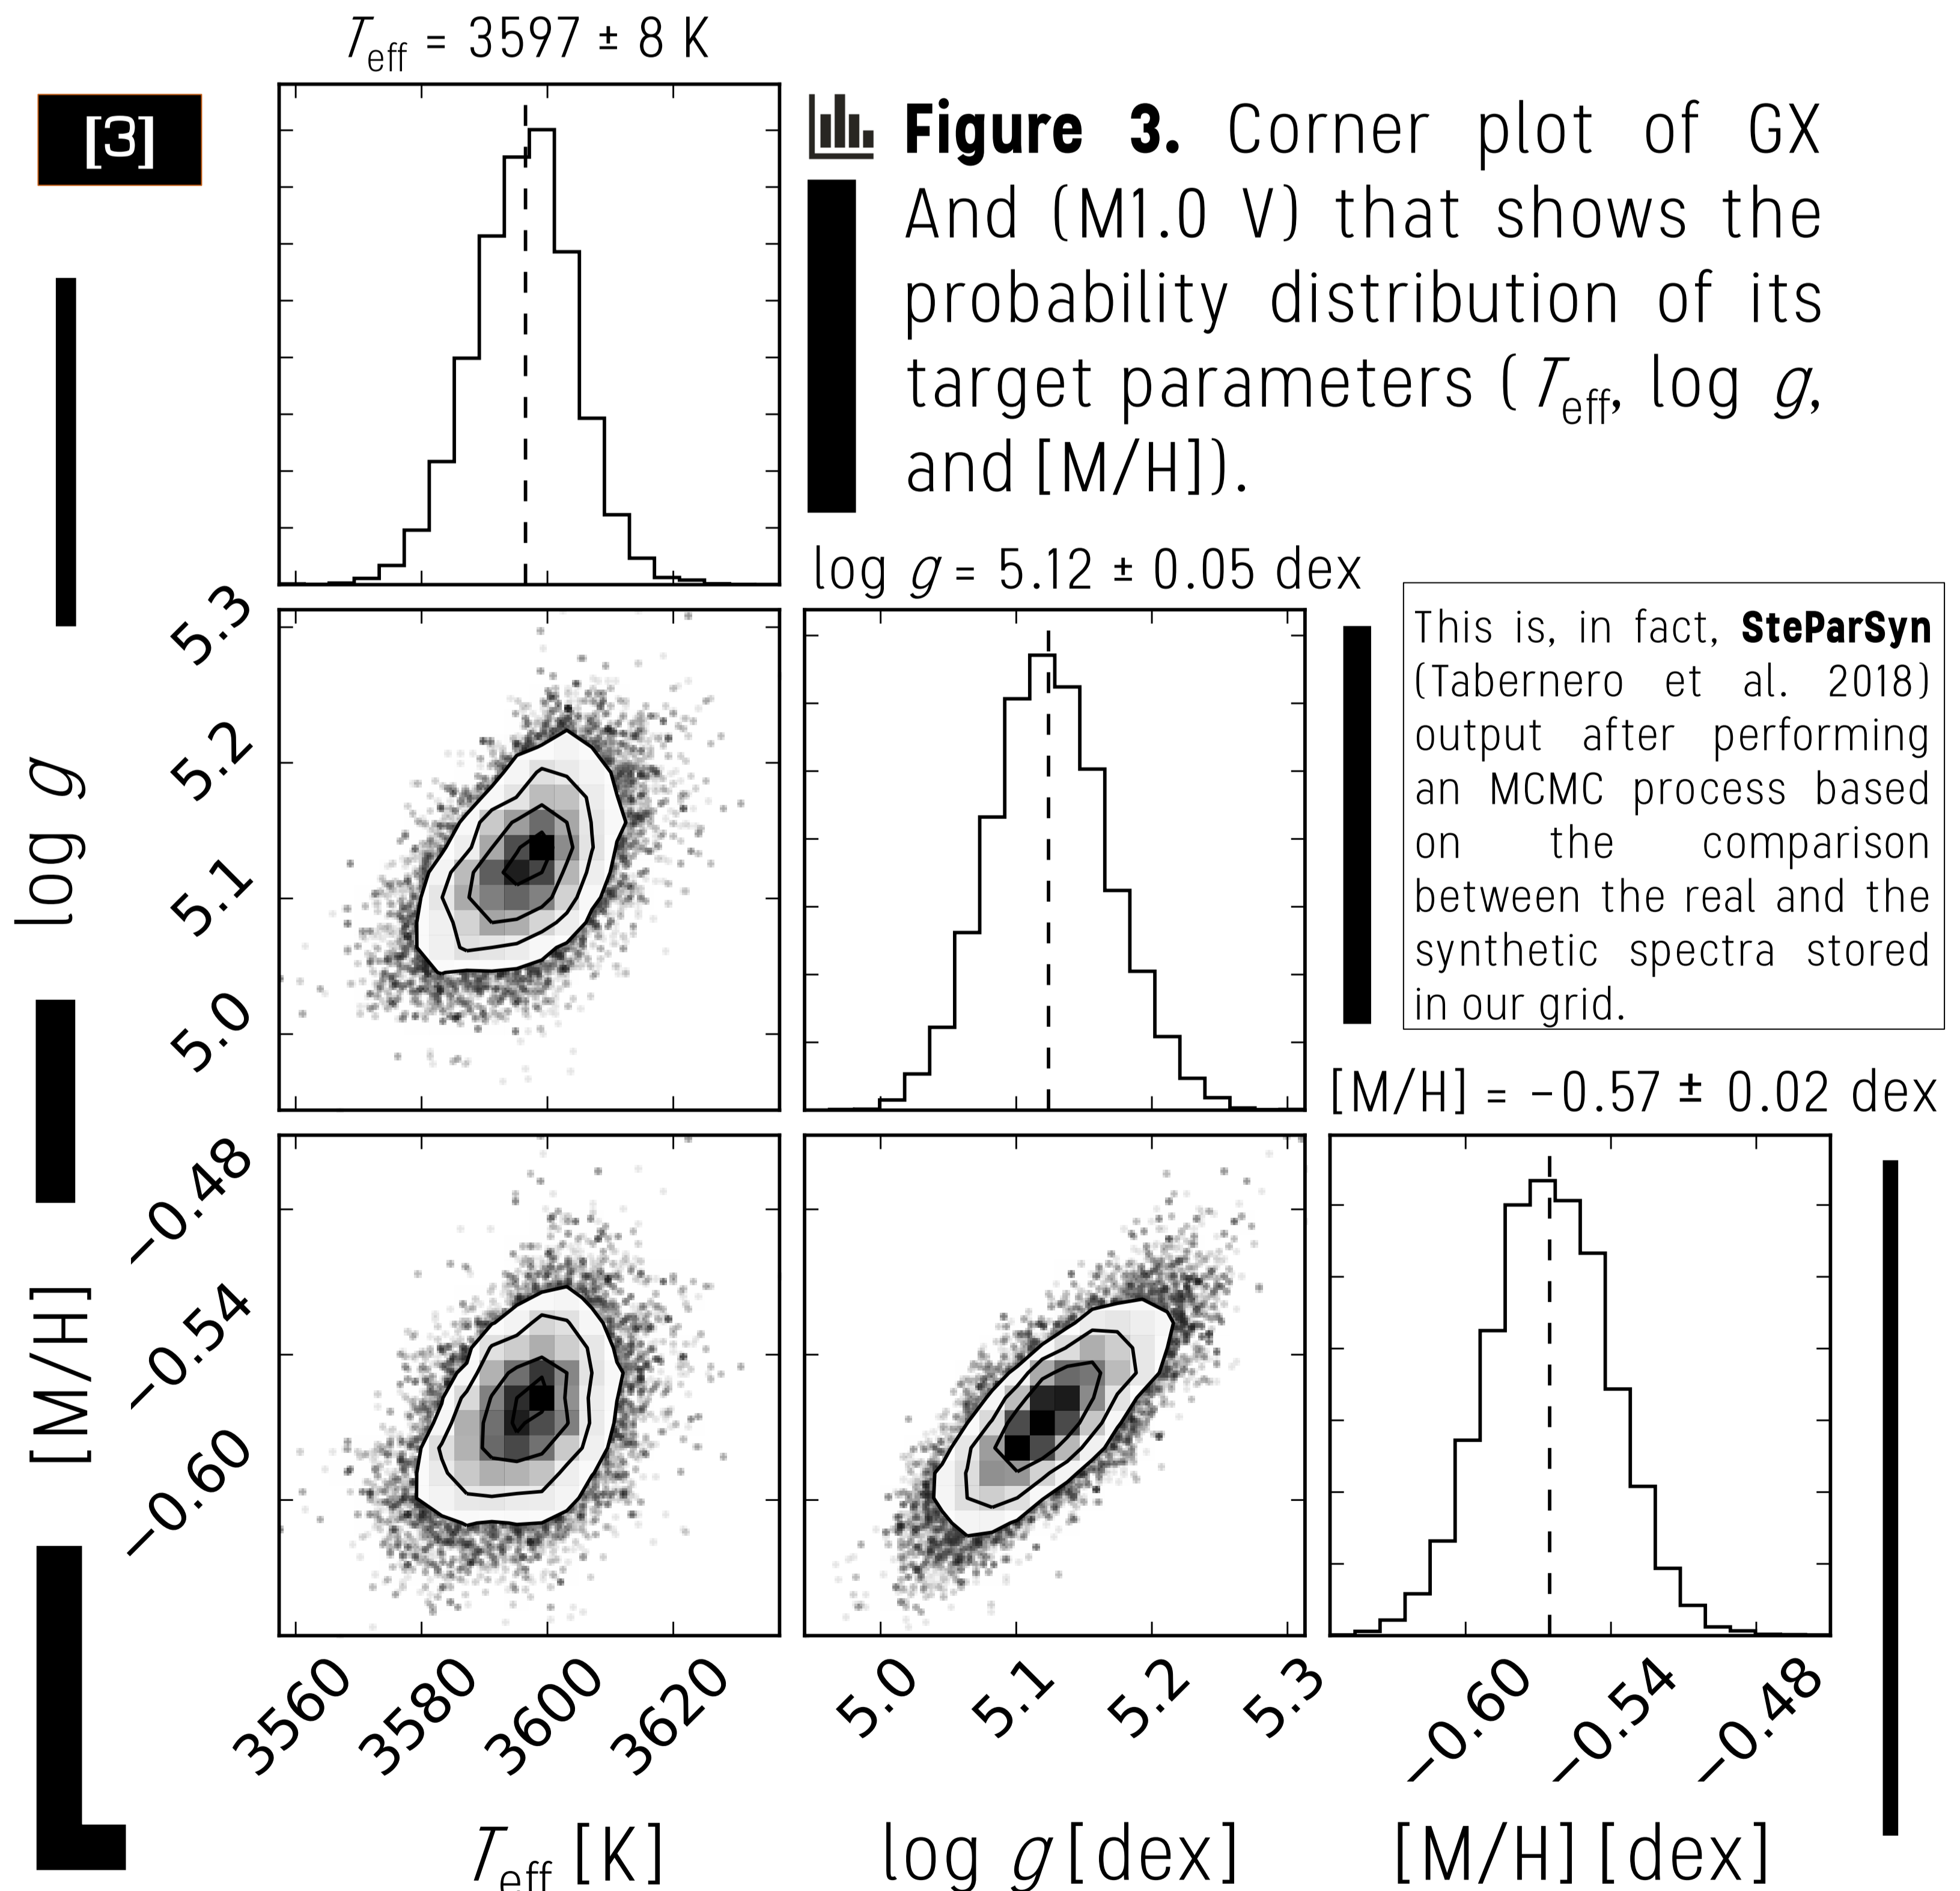 T_eff = 3597 ± 8 K
[3]
Figure 3. Corner plot of GX
And (M1.0 V) that shows the
probability distribution of its
target parameters (T_eff, log g,
and [M/H]).
log g = 5.12 ± 0.05 dex
This is, in fact, SteParSyn
(Tabernero et al. 2018)
output after performing
an MCMC process based
on the comparison
between the real and the
synthetic spectra stored
in our grid.
log g
5.3
5.2
5.1
5.0
[M/H] = −0.57 ± 0.02 dex
[M/H]
−0.48
−0.54
−0.60
3560 3580 3600 3620
5.0 5.1 5.2 5.3
−0.60 −0.54 −0.48
T_eff [K]
log g [dex]
[M/H] [dex]